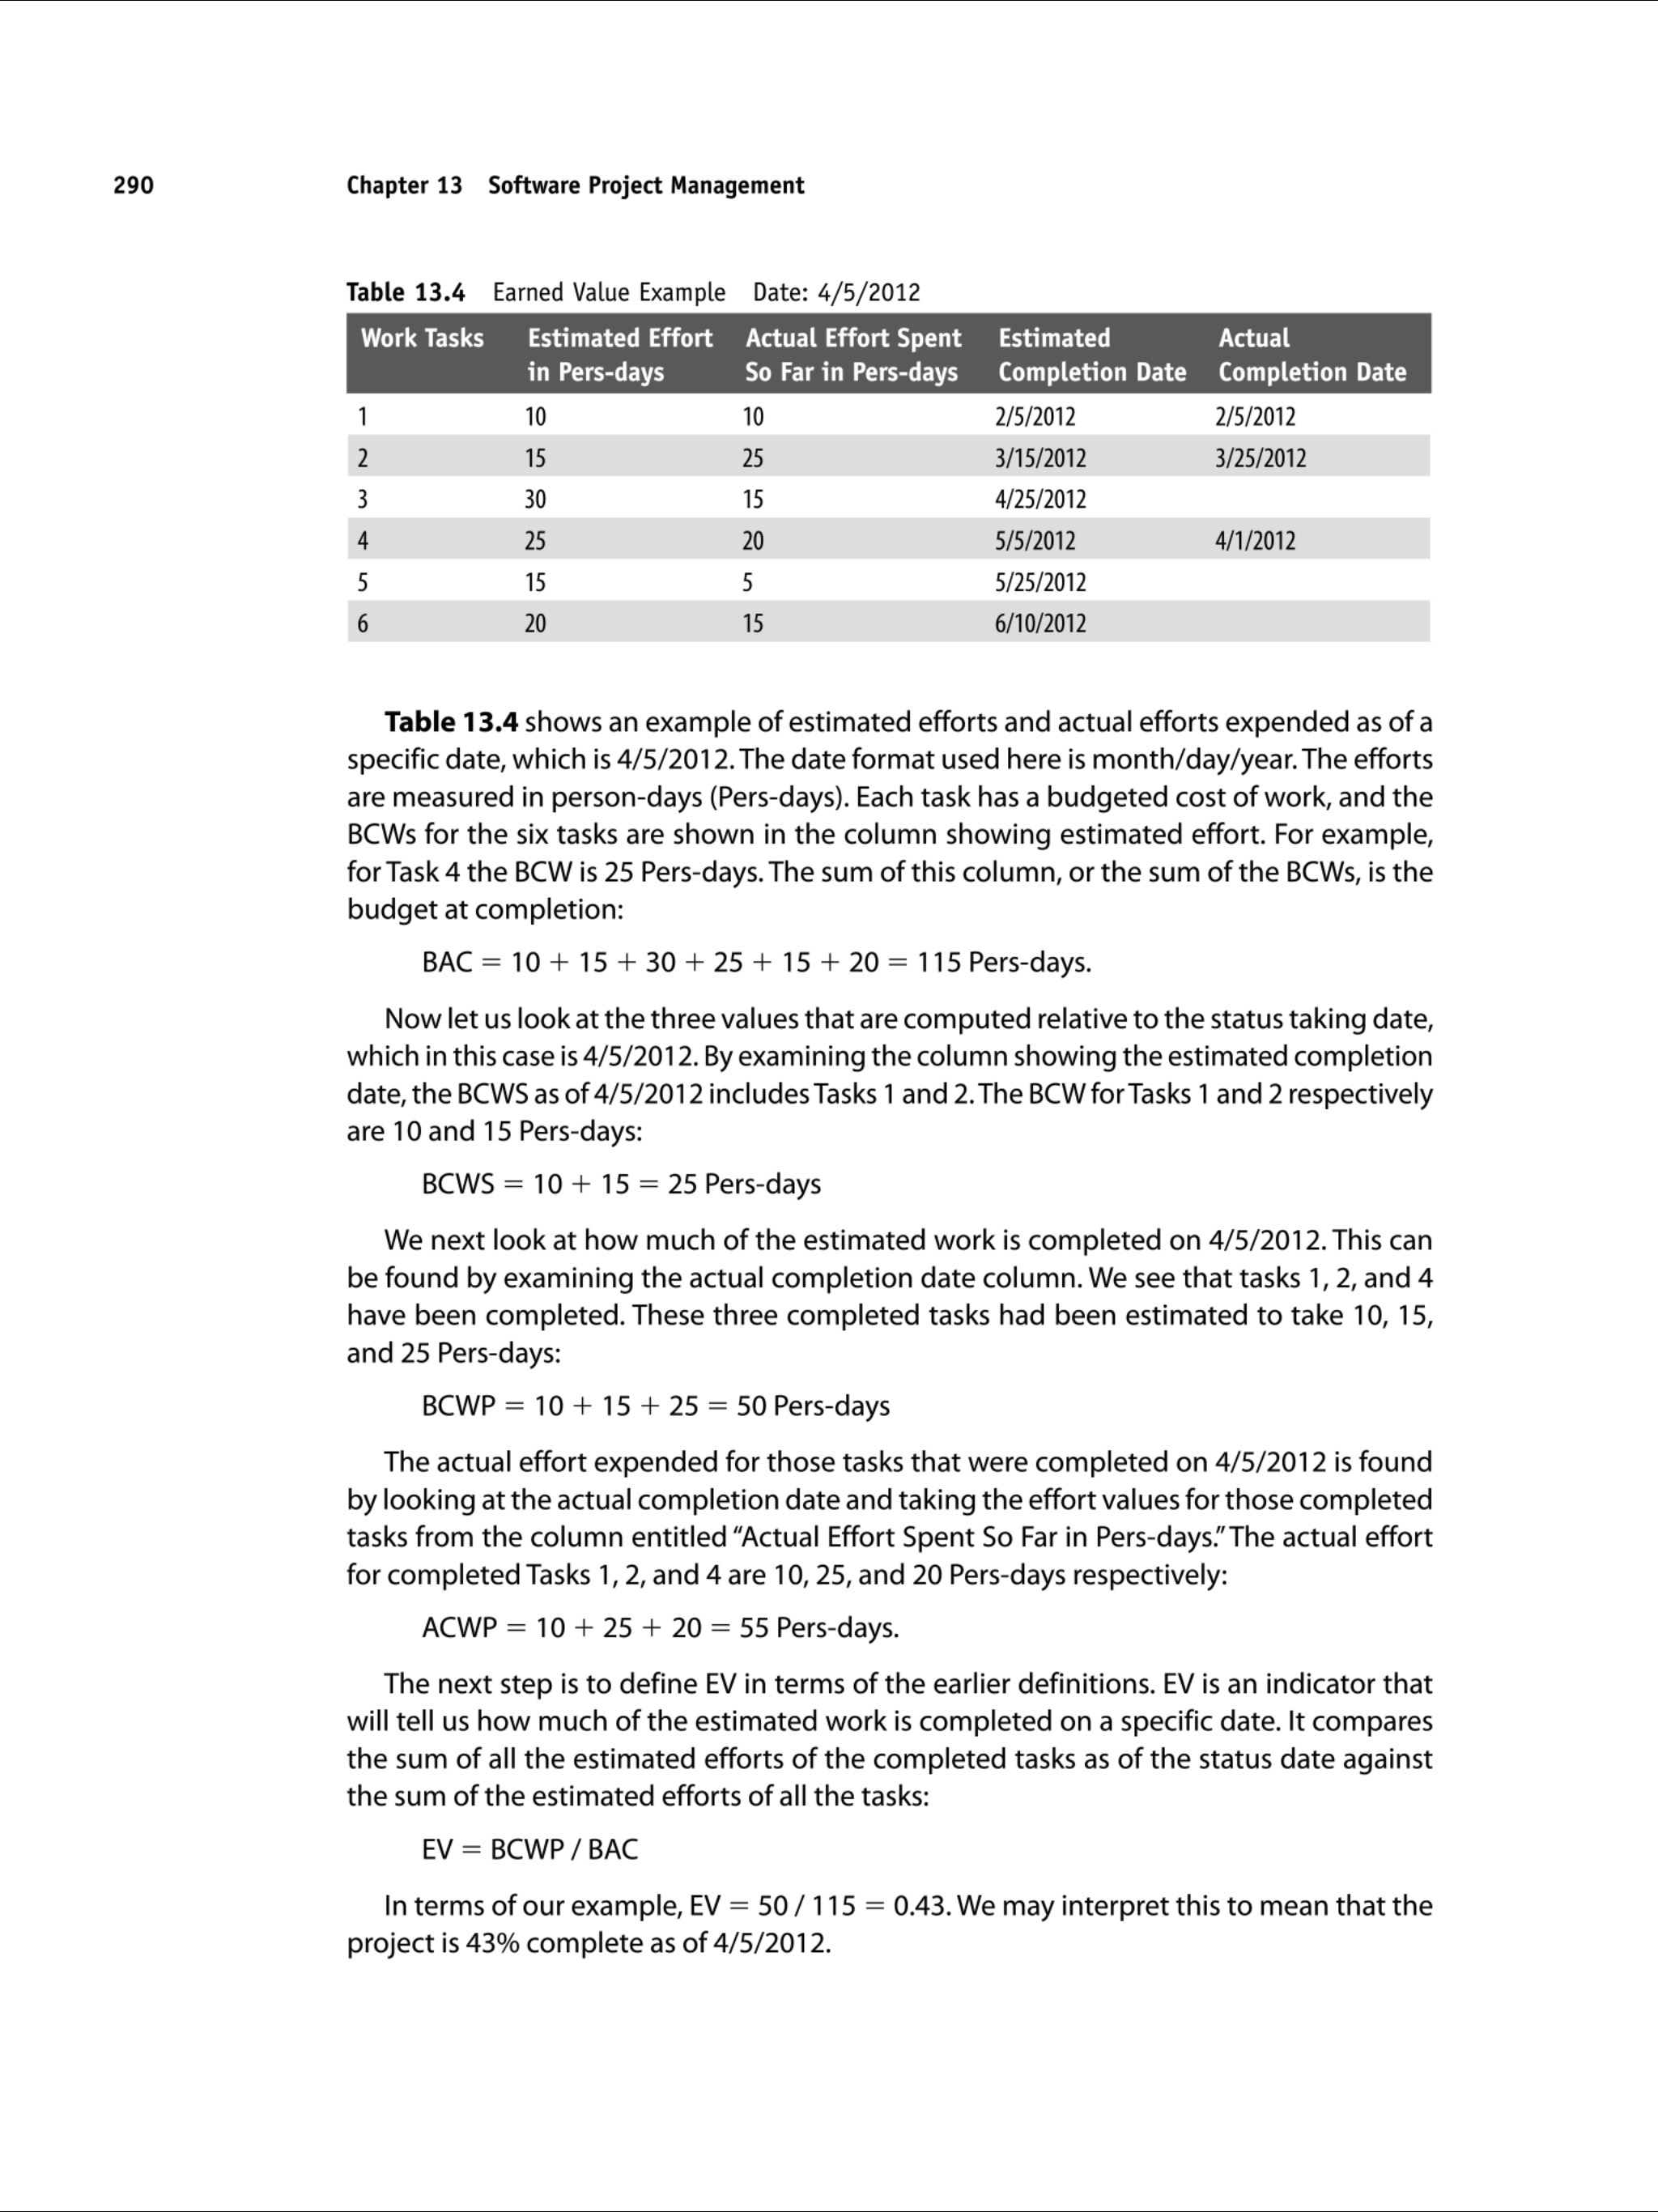 290 Chapter 13 Software Project Management
Table 13.4 Earned Value Example Date: 4/5/2012
Work Tasks Estimated Effort Actual Effort Spent Estimated Actual
in Pers-days So Far in Pers-days Completion Date Completion Date
1 10 10 2/5/2012 2/5/2012
2 15 25 3/15/2012 3/25/2012
3 30 15 4/25/2012
4 25 20 5/5/2012 4/1/2012
5 15 5 5/25/2012
6 20 15 6/10/2012
Table 13.4 shows an example of estimated efforts and actual efforts expended as of a
specific date, which is 4/5/2012. The date format used here is month/day/year. The efforts
are measured in person-days (Pers-days). Each task has a budgeted cost of work, and the
BCWs for the six tasks are shown in the column showing estimated effort. For example,
for Task 4 the BCW is 25 Pers-days. The sum of this column, or the sum of the BCWs, is the
budget at completion:
BAC = 10 + 15 + 30 + 25 + 15 + 20 = 115 Pers-days.
Now let us look at the three values that are computed relative to the status taking date,
which in this case is 4/5/2012. By examining the column showing the estimated completion
date, the BCWS as of 4/5/2012 includes Tasks 1 and 2. The BCW for Tasks 1 and 2 respectively
are 10 and 15 Pers-days:
BCWS = 10 + 15 = 25 Pers-days
We next look at how much of the estimated work is completed on 4/5/2012. This can
be found by examining the actual completion date column. We see that tasks 1, 2, and 4
have been completed. These three completed tasks had been estimated to take 10, 15,
and 25 Pers-days:
BCWP = 10 + 15 + 25 = 50 Pers-days
The actual effort expended for those tasks that were completed on 4/5/2012 is found
by looking at the actual completion date and taking the effort values for those completed
tasks from the column entitled “Actual Effort Spent So Far in Pers-days.” The actual effort
for completed Tasks 1, 2, and 4 are 10, 25, and 20 Pers-days respectively:
ACWP = 10 + 25 + 20 = 55 Pers-days.
The next step is to define EV in terms of the earlier definitions. EV is an indicator that
will tell us how much of the estimated work is completed on a specific date. It compares
the sum of all the estimated efforts of the completed tasks as of the status date against
the sum of the estimated efforts of all the tasks:
EV = BCWP / BAC
In terms of our example, EV = 50 / 115 = 0.43. We may interpret this to mean that the
project is 43% complete as of 4/5/2012.